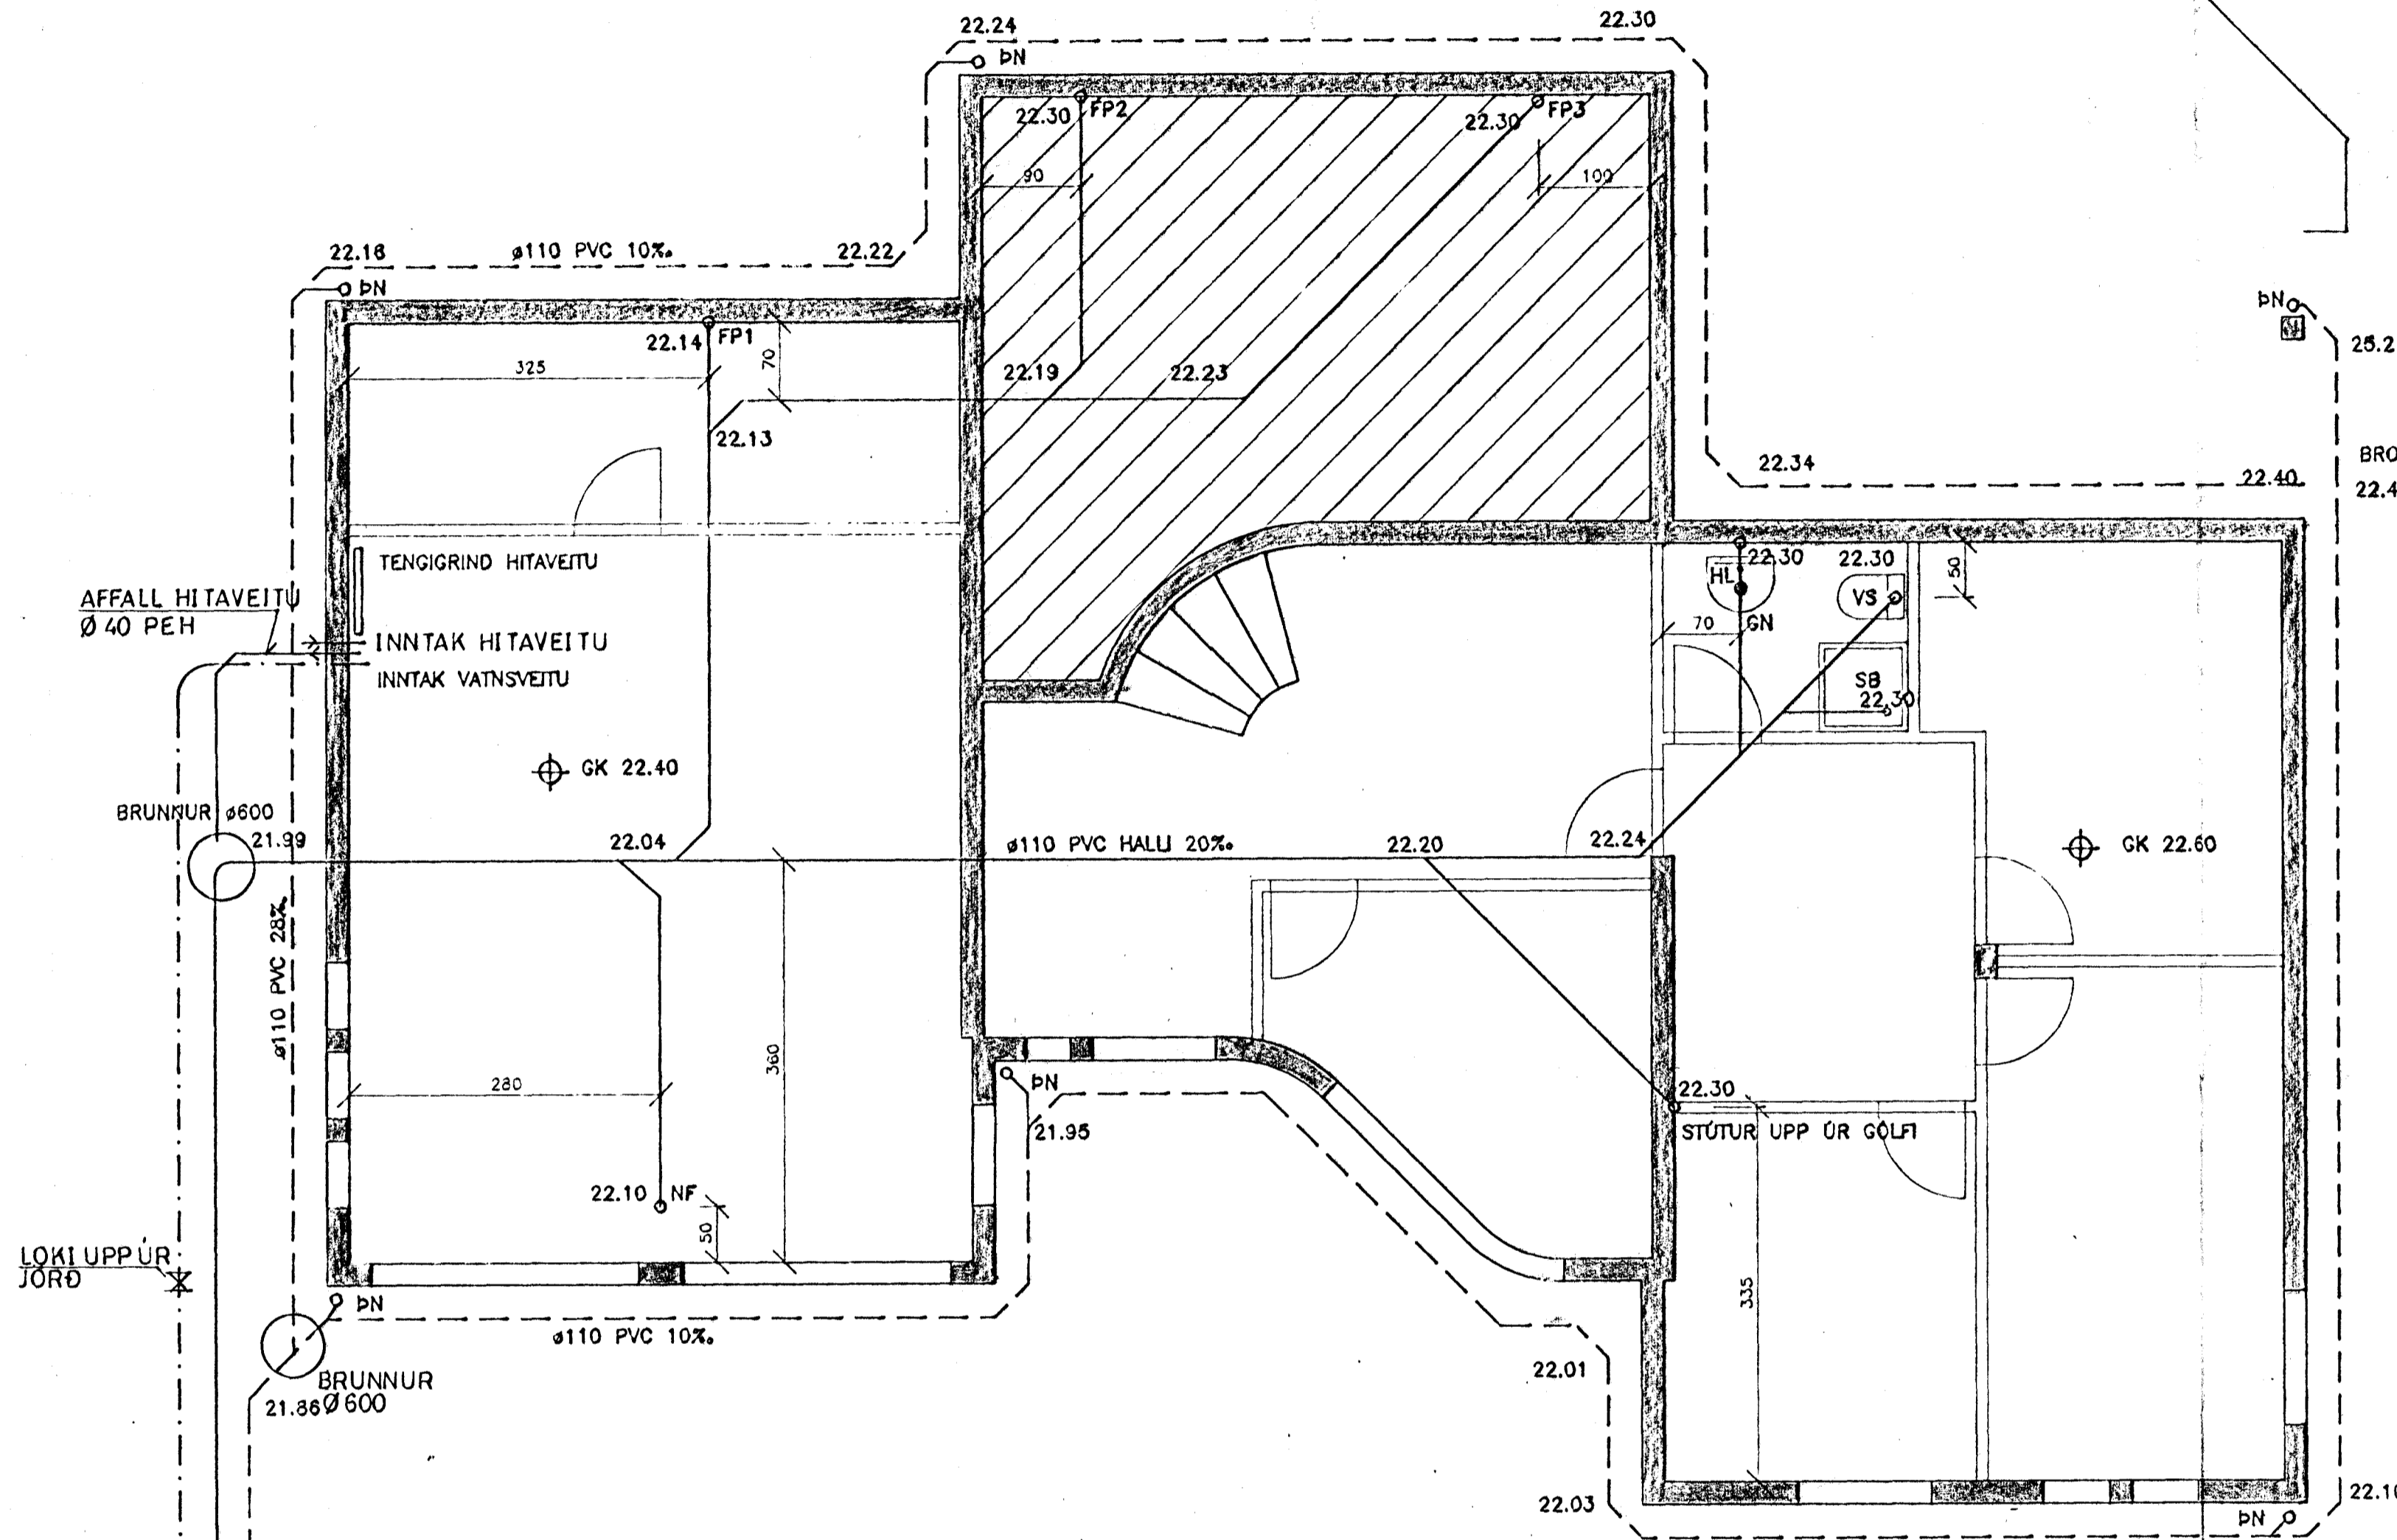 22.24
22.30
ÞN
22.30
FP2
22.30
FP3
90
100
22.16
ø110 PVC 10‰
22.22
ÞN
ÞN
22.14
FP1
70
325
22.19
22.23
25.2
22.13
BRO
22.34
22.40
22.4
TENGIGRIND HITAVEITU
22.30
22.30
HL
VS
50
AFFALL HITAVEITU
Ø 40 PEH
INNTAK HITAVEITU
70
GN
INNTAK VATNSVEITU
SB
22.30
GK 22.40
BRUNNUR ø600
21.99
22.04
ø110 PVC HALLI 20‰
22.20
22.24
GK 22.60
ø110 PVC 28‰
360
280
ÞN
22.30
21.95
STÚTUR UPP ÚR GÓLFI
22.10
NF
50
LOKI UPP ÚR
JÖRÐ
335
ÞN
ø110 PVC 10‰
22.01
BRUNNUR
Ø600
21.86
22.03
22.10
ÞN